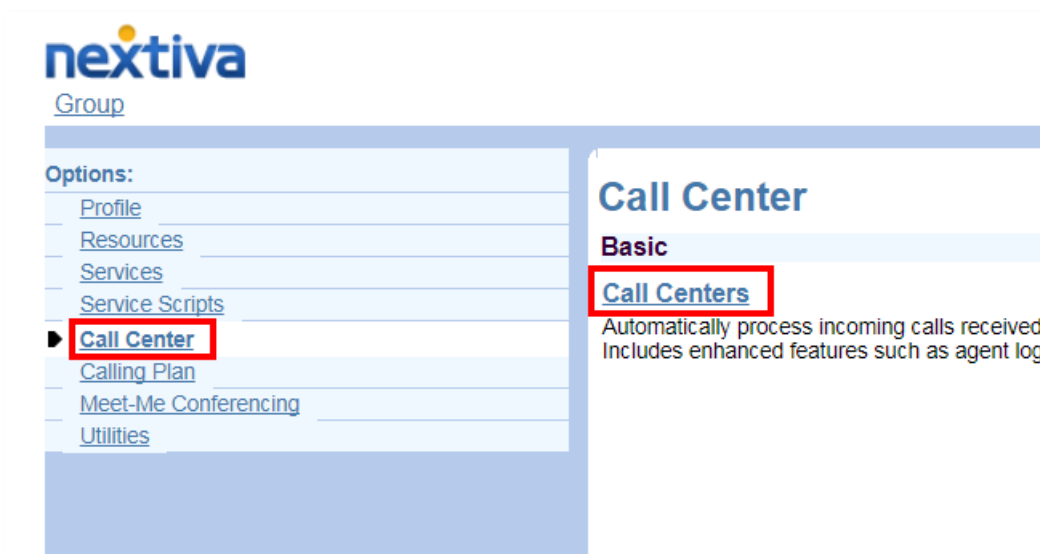 nextiva
Group
Options:
Profile
Resources
Services
Service Scripts
Call Center
Calling Plan
Meet-Me Conferencing
Utilities
Call Center
Basic
Call Centers
Automatically process incoming calls received
Includes enhanced features such as agent log